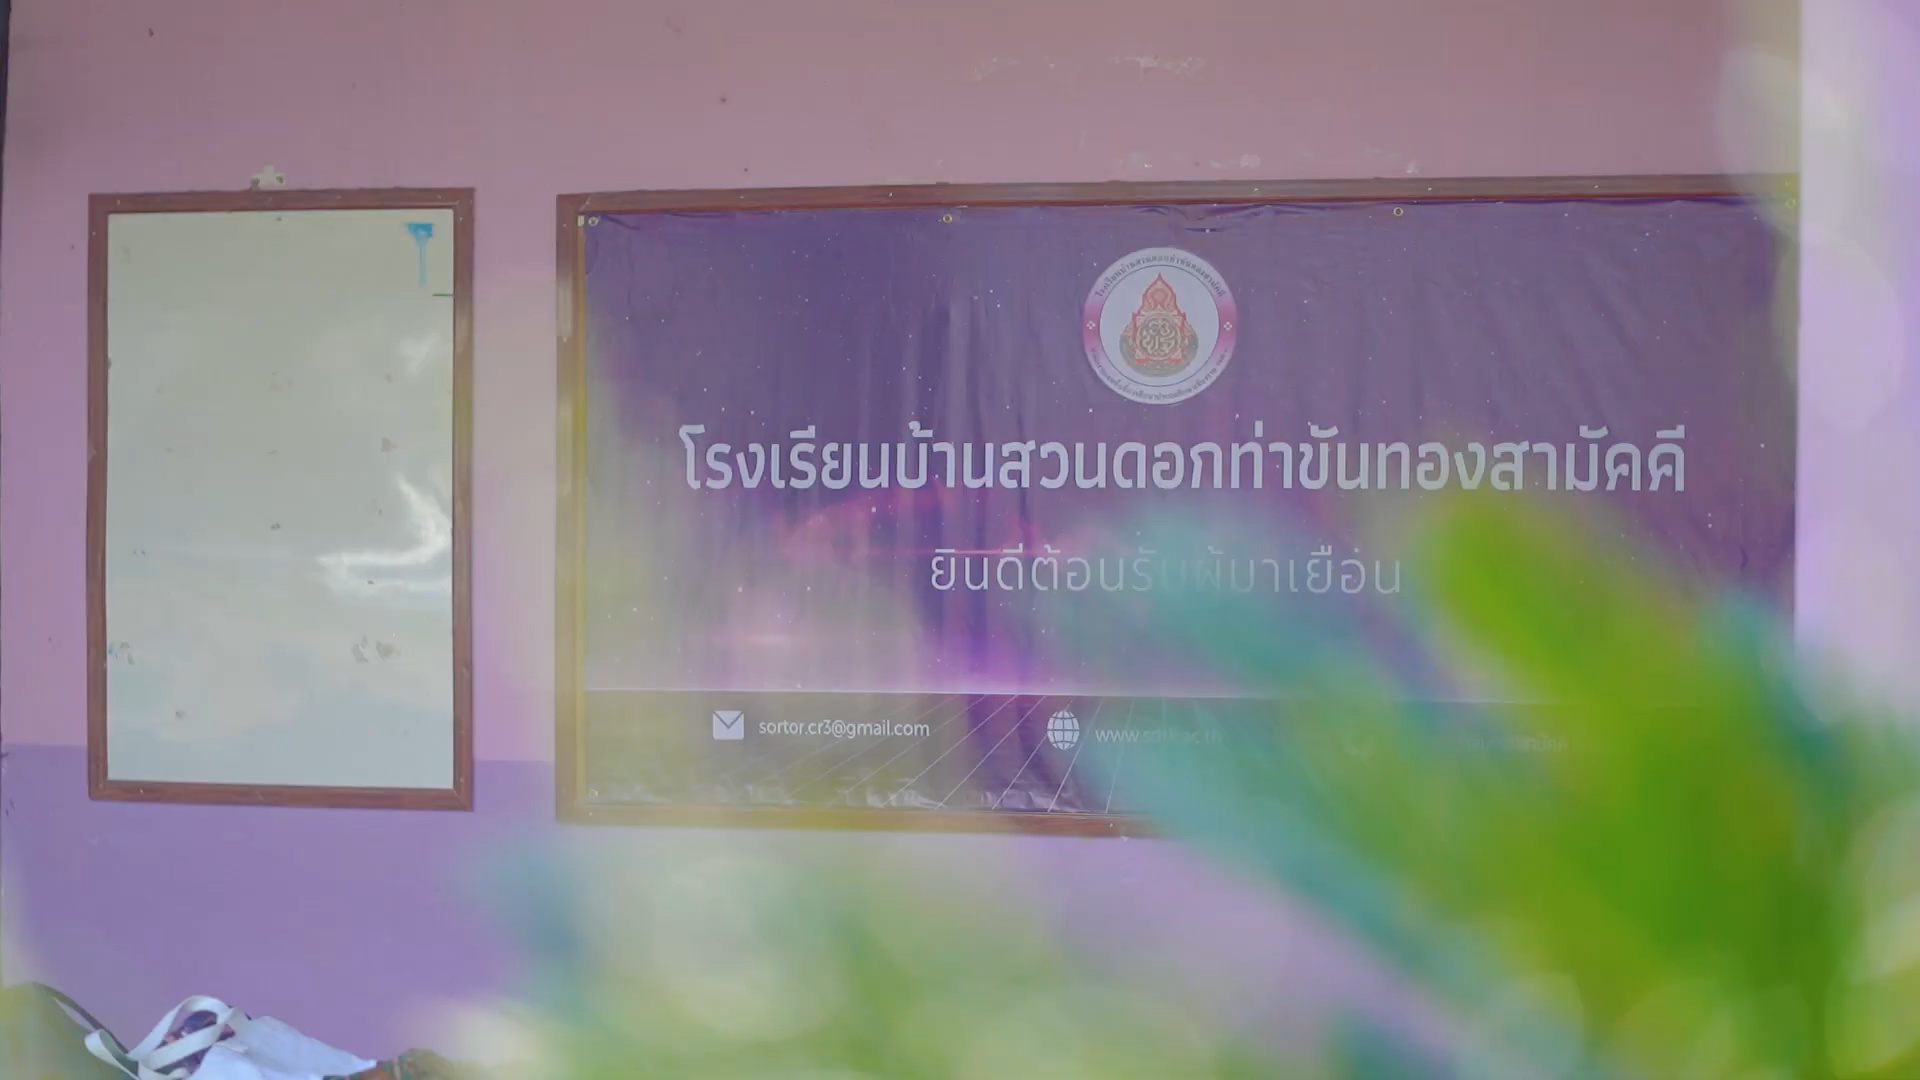 โรงเรียนบ้านสวนดอกท่าขันทองสามัคคี
ยินดีต้อนรับผู้มาเยือน
sortor.cr3@gmail.com